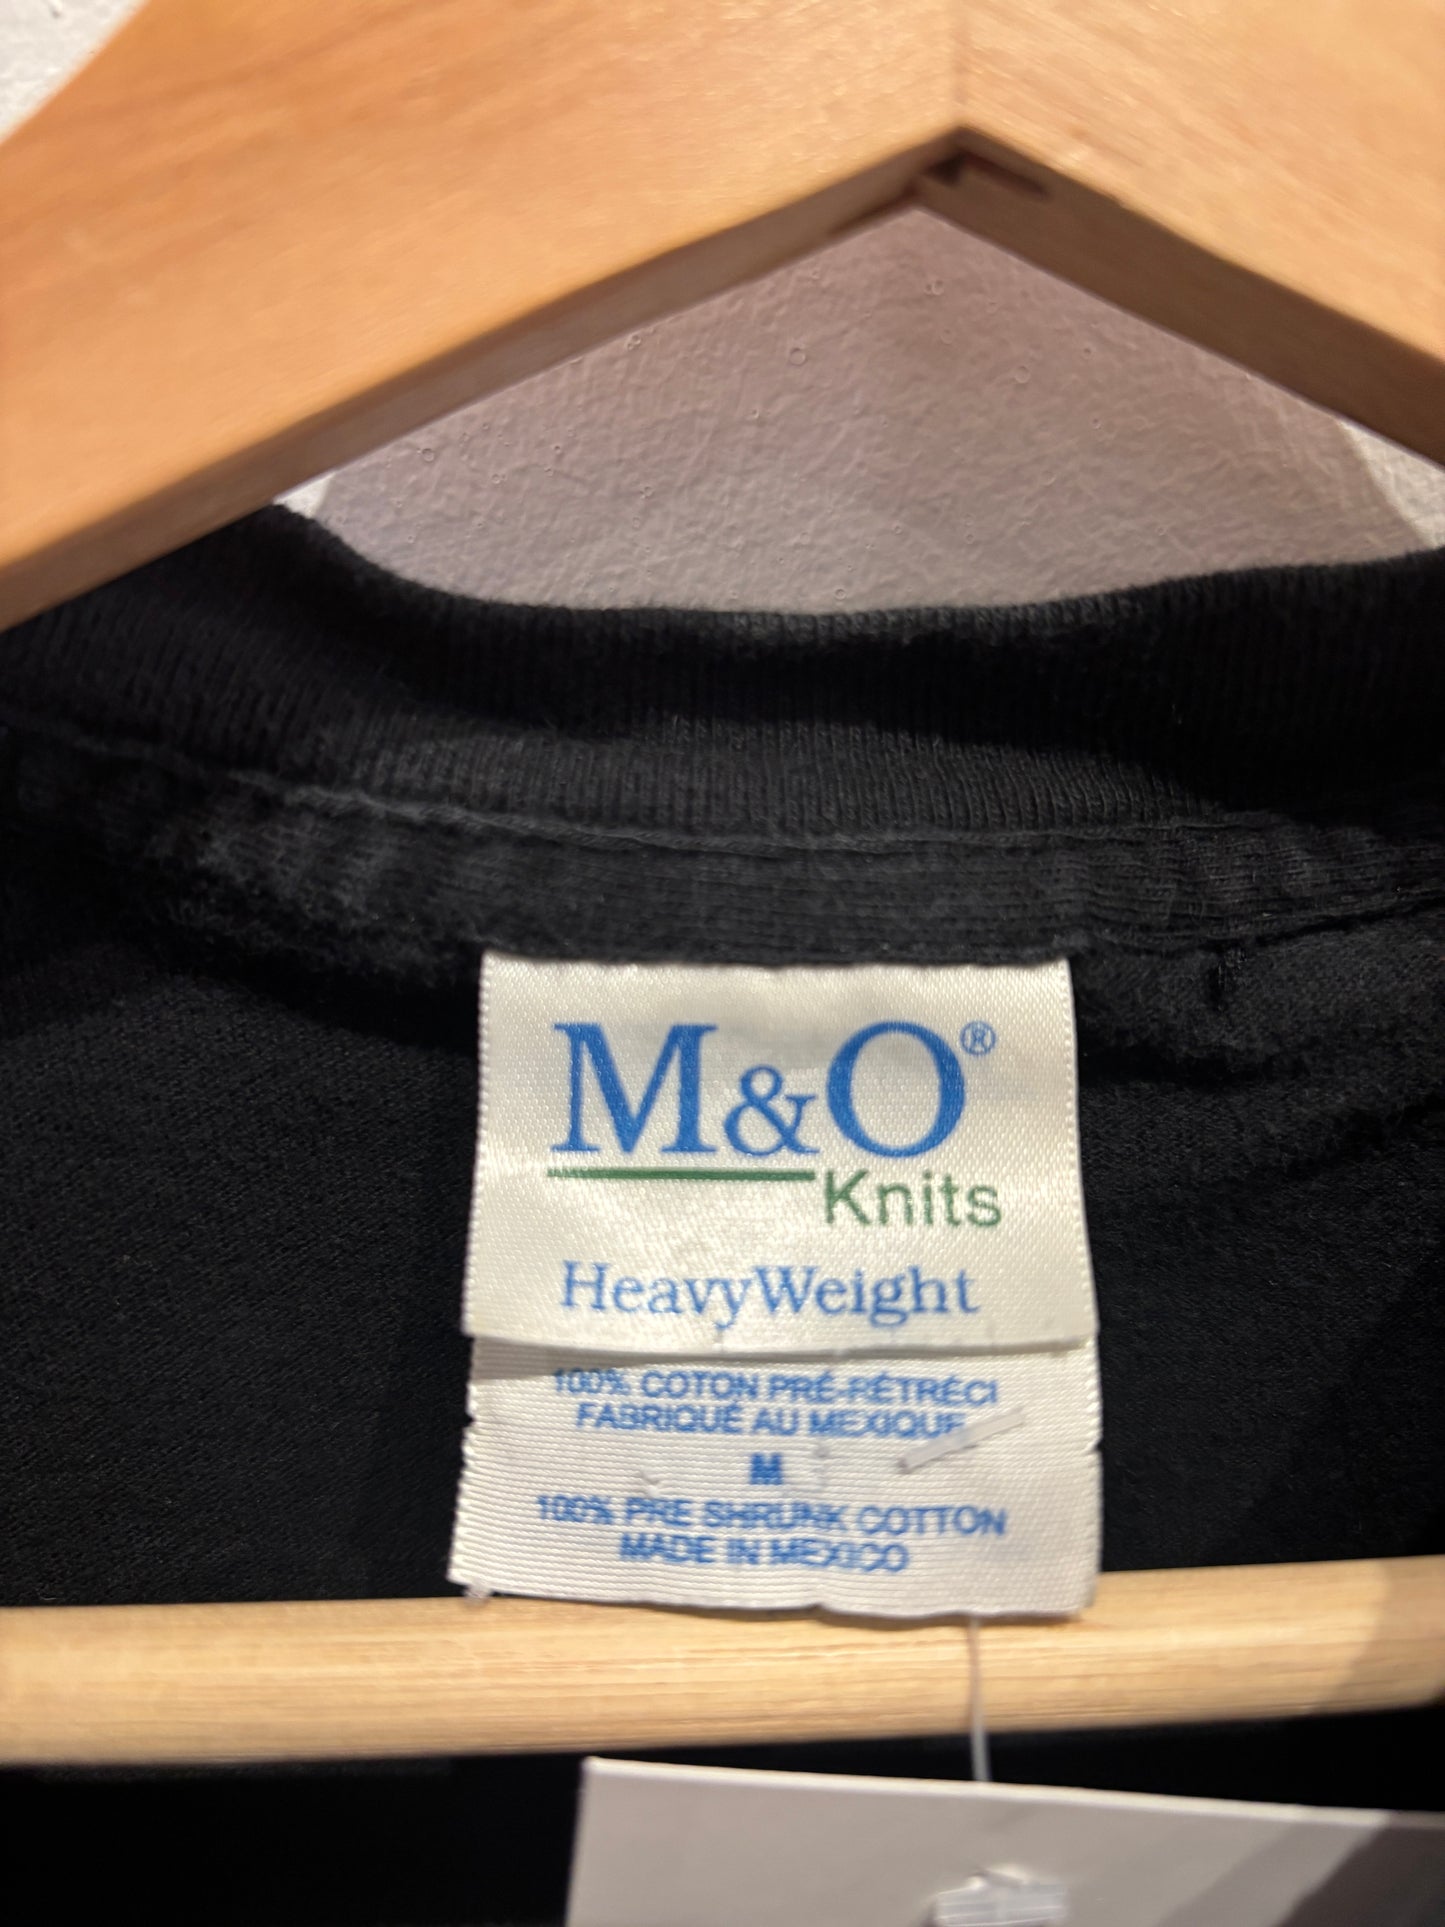 M&O®
Knits
HeavyWeight
100% COTON PRÉ-RÉTRÉCI
FABRIQUÉ AU MEXIQUE
M
100% PRE SHRUNK COTTON
MADE IN MEXICO